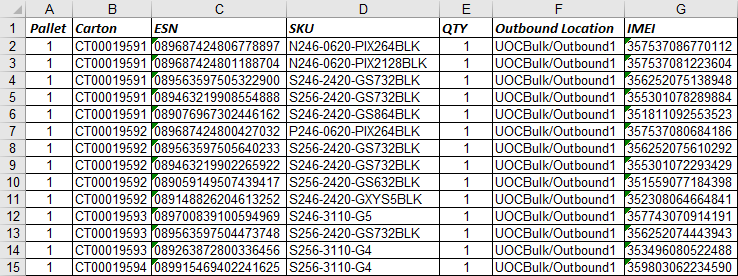 A B C D E F G
1 Pallet Carton ESN SKU QTY Outbound Location IMEI
2 1 CT00019591 089687424806778897 N246-0620-PIX264BLK 1 UOCBulk/Outbound1 357537086770112
3 1 CT00019591 089687424801188704 N246-0620-PIX2128BLK 1 UOCBulk/Outbound1 357537081223604
4 1 CT00019591 089563597505322900 S256-2420-GS732BLK 1 UOCBulk/Outbound1 356252075138948
5 1 CT00019591 089463219908554888 S256-2420-GS732BLK 1 UOCBulk/Outbound1 355301078289884
6 1 CT00019591 089076967302446162 S246-2420-GS864BLK 1 UOCBulk/Outbound1 351811092553523
7 1 CT00019592 089687424800427032 P246-0620-PIX264BLK 1 UOCBulk/Outbound1 357537080684186
8 1 CT00019592 089563597505640233 S256-2420-GS732BLK 1 UOCBulk/Outbound1 356252075610292
9 1 CT00019592 089463219902265922 S246-2420-GS732BLK 1 UOCBulk/Outbound1 355301072293429
10 1 CT00019592 089059149507439417 S256-2420-GS632BLK 1 UOCBulk/Outbound1 351559077184398
11 1 CT00019592 089148826204613252 S246-2420-GXYS5BLK 1 UOCBulk/Outbound1 352308064664841
12 1 CT00019593 089700839100594969 S246-3110-G5 1 UOCBulk/Outbound1 357743070914191
13 1 CT00019593 089563597504473748 S256-2420-GS732BLK 1 UOCBulk/Outbound1 356252074443943
14 1 CT00019593 089263872800336456 S256-3110-G4 1 UOCBulk/Outbound1 353496080522488
15 1 CT00019594 089915469402241625 S256-3110-G4 1 UOCBulk/Outbound1 359803062234590